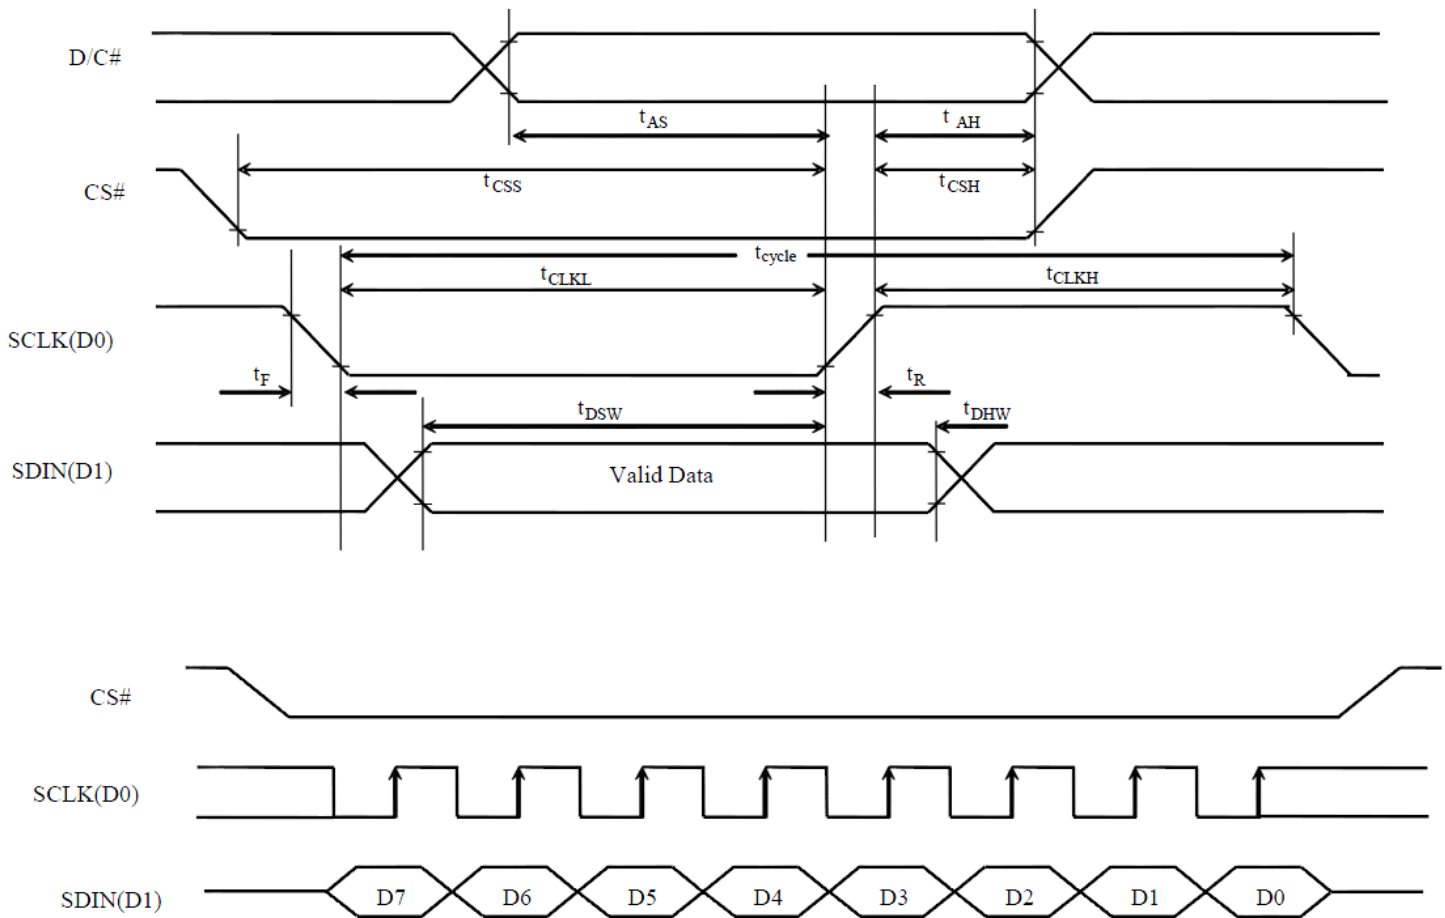 D/C#
tAS
t AH
CS#
tCSS
tCSH
tcycle
tCLKL
tCLKH
SCLK(D0)
tF
tR
tDSW
tDHW
SDIN(D1)
Valid Data
CS#
SCLK(D0)
SDIN(D1)
D7 D6 D5 D4 D3 D2 D1 D0